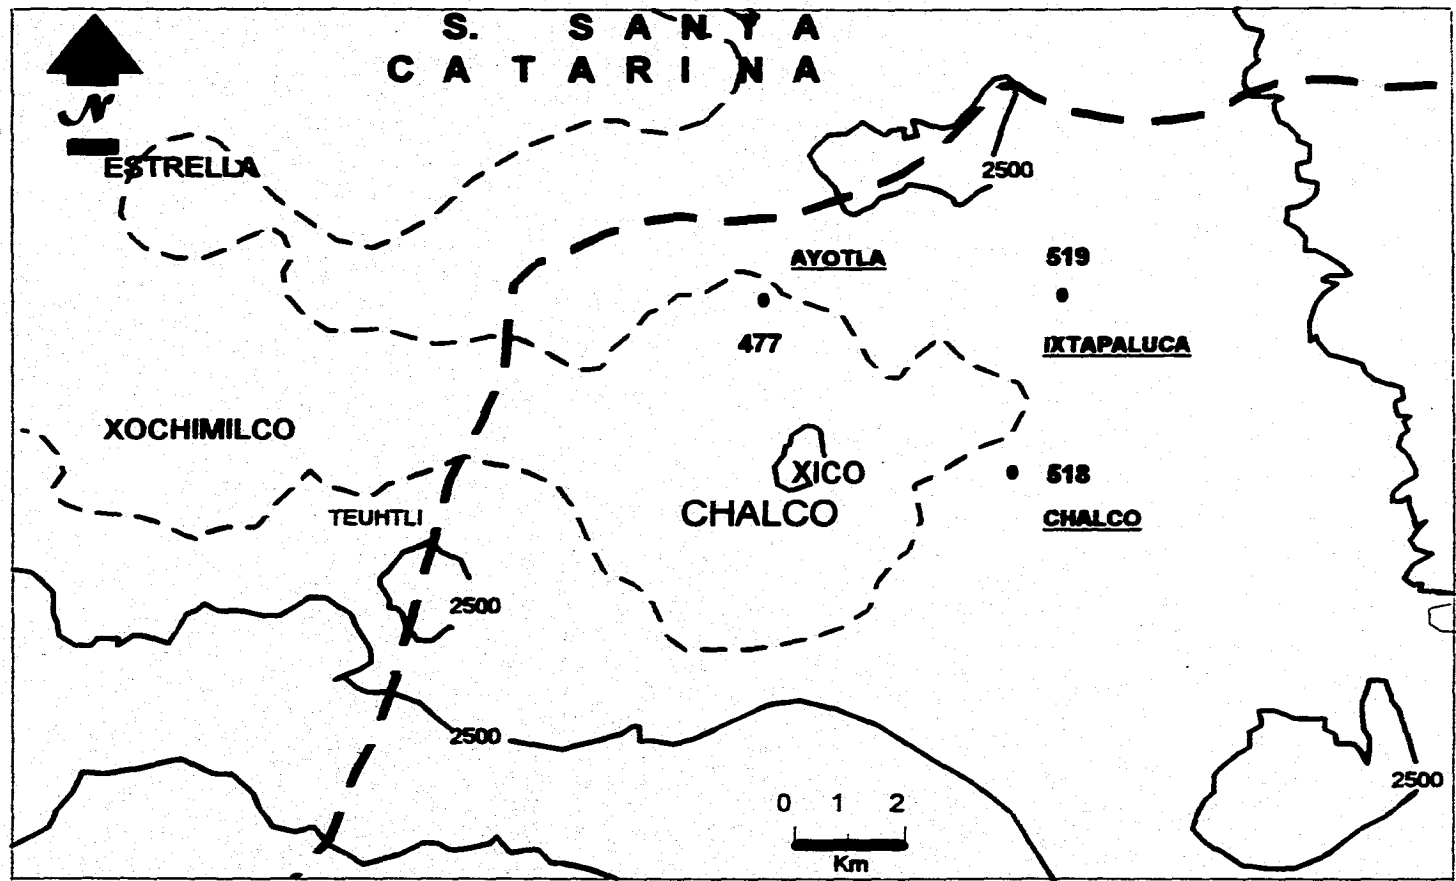 S. SANTA
CATARINA
N
ESTRELLA
2500
AYOTLA
519
477
IXTAPALUCA
XOCHIMILCO
XICO
518
CHALCO
TEUHTLI
CHALCO
2500
2500
2500
0 1 2
Km